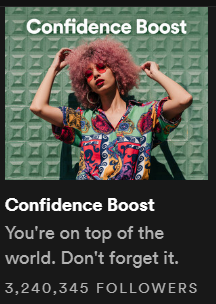 Confidence Boost
Confidence Boost
You're on top of the
world. Don't forget it.
3,240,345 FOLLOWERS